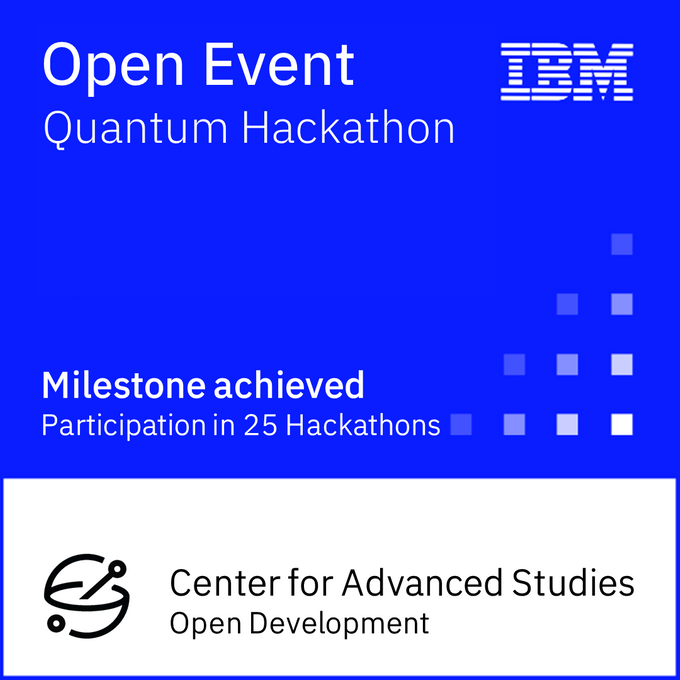 Open Event
IBM
Quantum Hackathon
Milestone achieved
Participation in 25 Hackathons
Center for Advanced Studies
Open Development